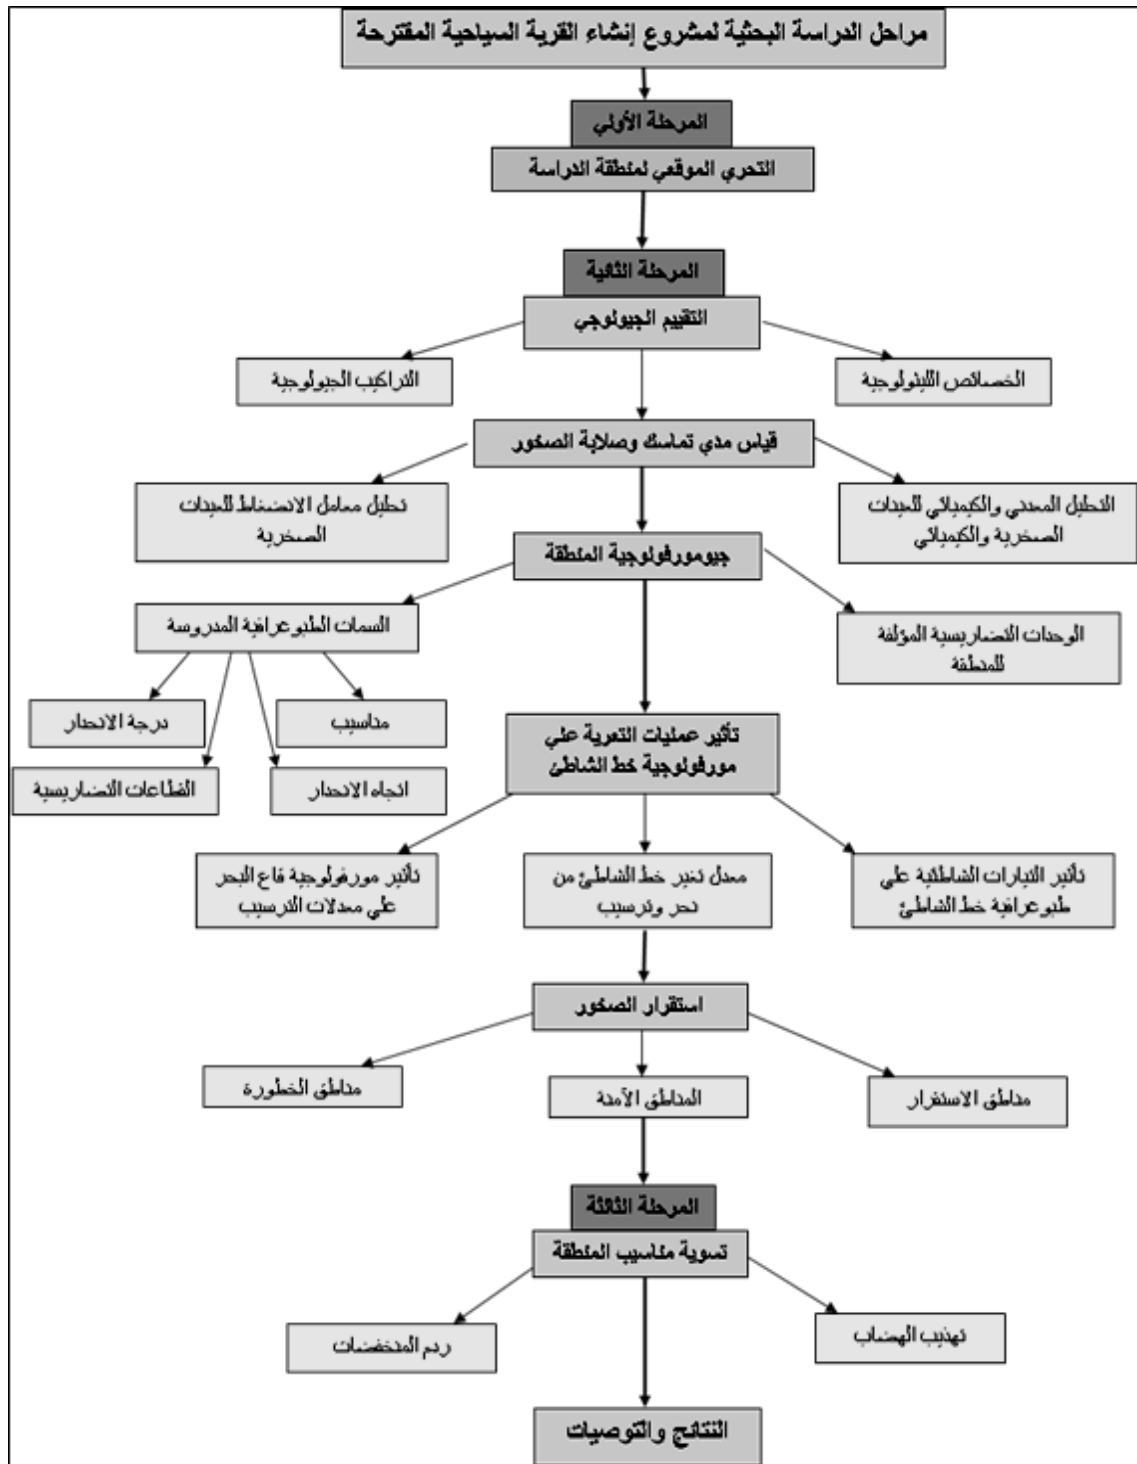 مراحل الدراسة البحثية لمشروع إنشاء القرية السياحية المقترحة
المرحلة الأولي
التحري الموقعي لمنطقة الدراسة
المرحلة الثانية
التقييم الجيولوجي
الخصائص الليثولوجية
التراكيب الجيولوجية
قياس مدي تماسك وصلابة الصخور
التحليل المعدني والكيميائي للعينات
الصخرية والكيميائي
تحليل معامل الانضغاط للعينات
الصخرية
جيومورفولوجية المنطقة
الوحدات التضاريسية المؤلفة
للمنطقة
السمات الطبوغرافية المدروسة
مناسيب
درجة الانحدار
اتجاه الانحدار
القطاعات التضاريسية
تأثير عمليات التعرية علي
مورفولوجية خط الشاطئ
تأثير التيارات الشاطئية علي
طبوغرافية خط الشاطئ
معدل تغير خط الشاطئ من
نحر وترسيب
تأثير مورفولوجية قاع البحر
علي معدلات الترسيب
استقرار الصخور
مناطق الاستقرار
المناطق الآمنة
مناطق الخطورة
المرحلة الثالثة
تسوية مناسيب المنطقة
تهذيب الهضاب
ردم المنخفضات
النتائج والتوصيات